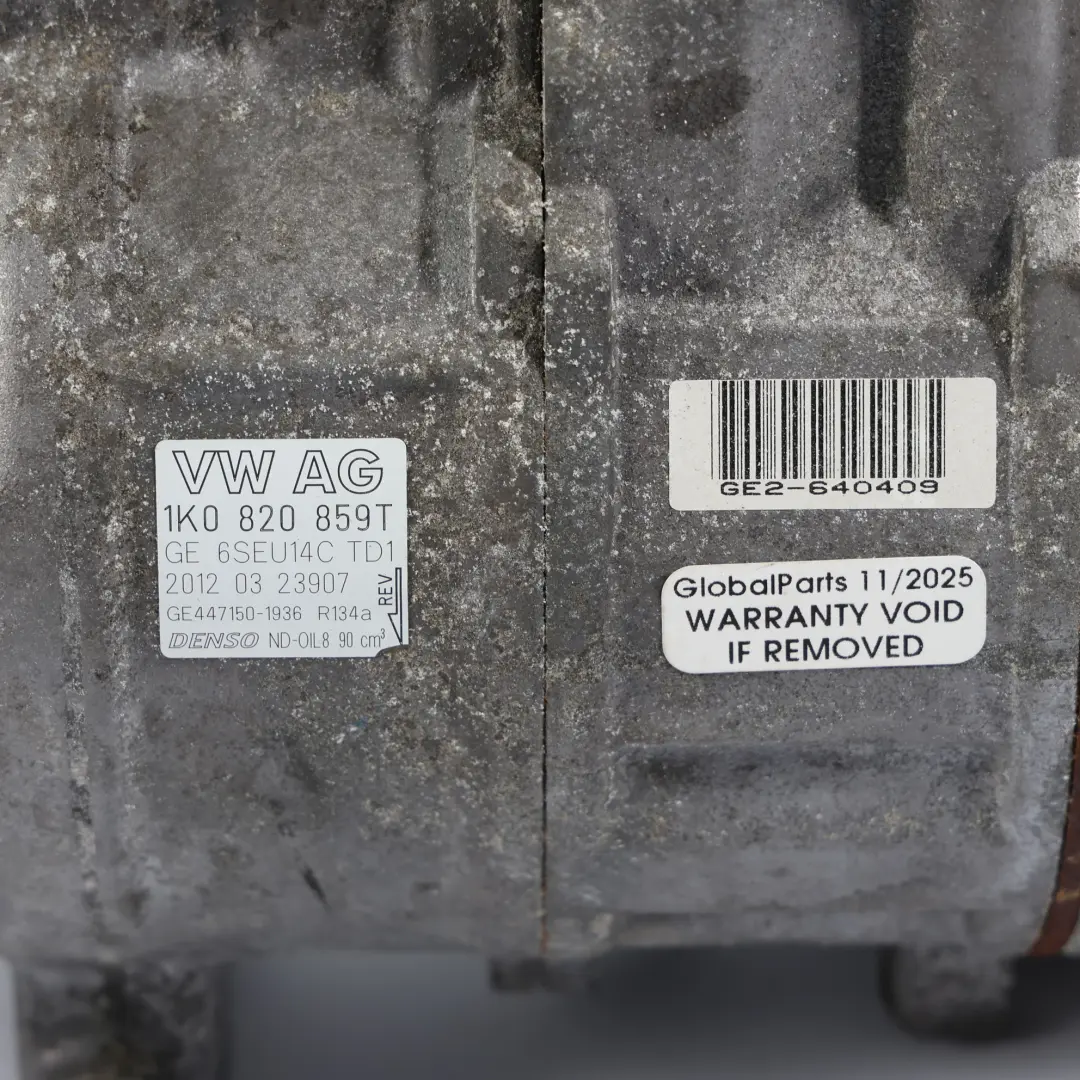 VW AG
1K0 820 859T
GE 6SEU14C TD1
2012 03 23907
REV
GE447150-1936 R134a
DENSO ND-OIL8 90 cm³
GE2-640409
GlobalParts 11/2025
WARRANTY VOID
IF REMOVED